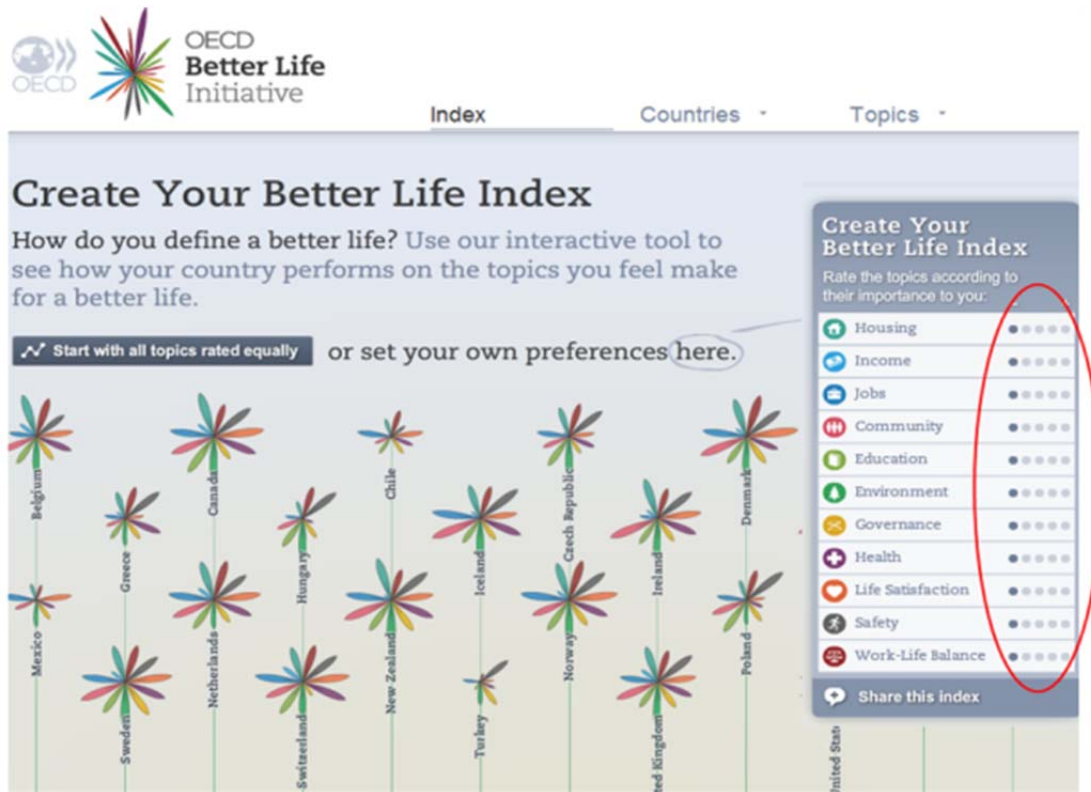 OECD
OECD
Better Life
Initiative
Index
Countries
Topics
Create Your Better Life Index
How do you define a better life? Use our interactive tool to
see how your country performs on the topics you feel make
for a better life.
Start with all topics rated equally
or set your own preferences here.
Create Your
Better Life Index
Rate the topics according to
their importance to you:
Housing
Income
Jobs
Community
Education
Environment
Governance
Health
Life Satisfaction
Safety
Work-Life Balance
Share this index
Belgium
Canada
Chile
Czech Republic
Denmark
Greece
Hungary
Iceland
Ireland
Mexico
Netherlands
New Zealand
Norway
Poland
Sweden
Switzerland
Turkey
ted Kingdom
United Stat